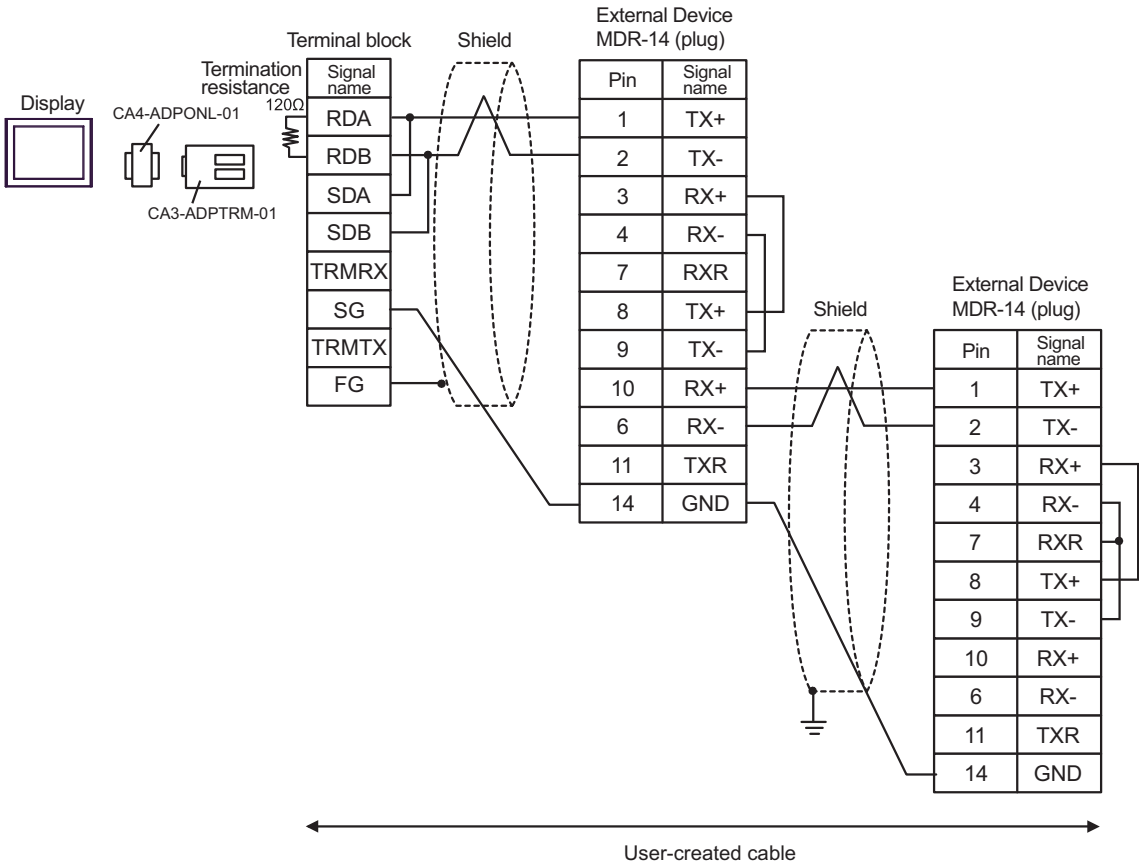 External Device
MDR-14 (plug)
Terminal block
Shield
Termination
resistance
120Ω
Display
CA4-ADPONL-01
CA3-ADPTRM-01
Signal
name
RDA
RDB
SDA
SDB
TRMRX
SG
TRMTX
FG
Pin
Signal
name
1 TX+
2 TX-
3 RX+
4 RX-
7 RXR
8 TX+
9 TX-
10 RX+
6 RX-
11 TXR
14 GND
Shield
External Device
MDR-14 (plug)
Pin
Signal
name
1 TX+
2 TX-
3 RX+
4 RX-
7 RXR
8 TX+
9 TX-
10 RX+
6 RX-
11 TXR
14 GND
User-created cable